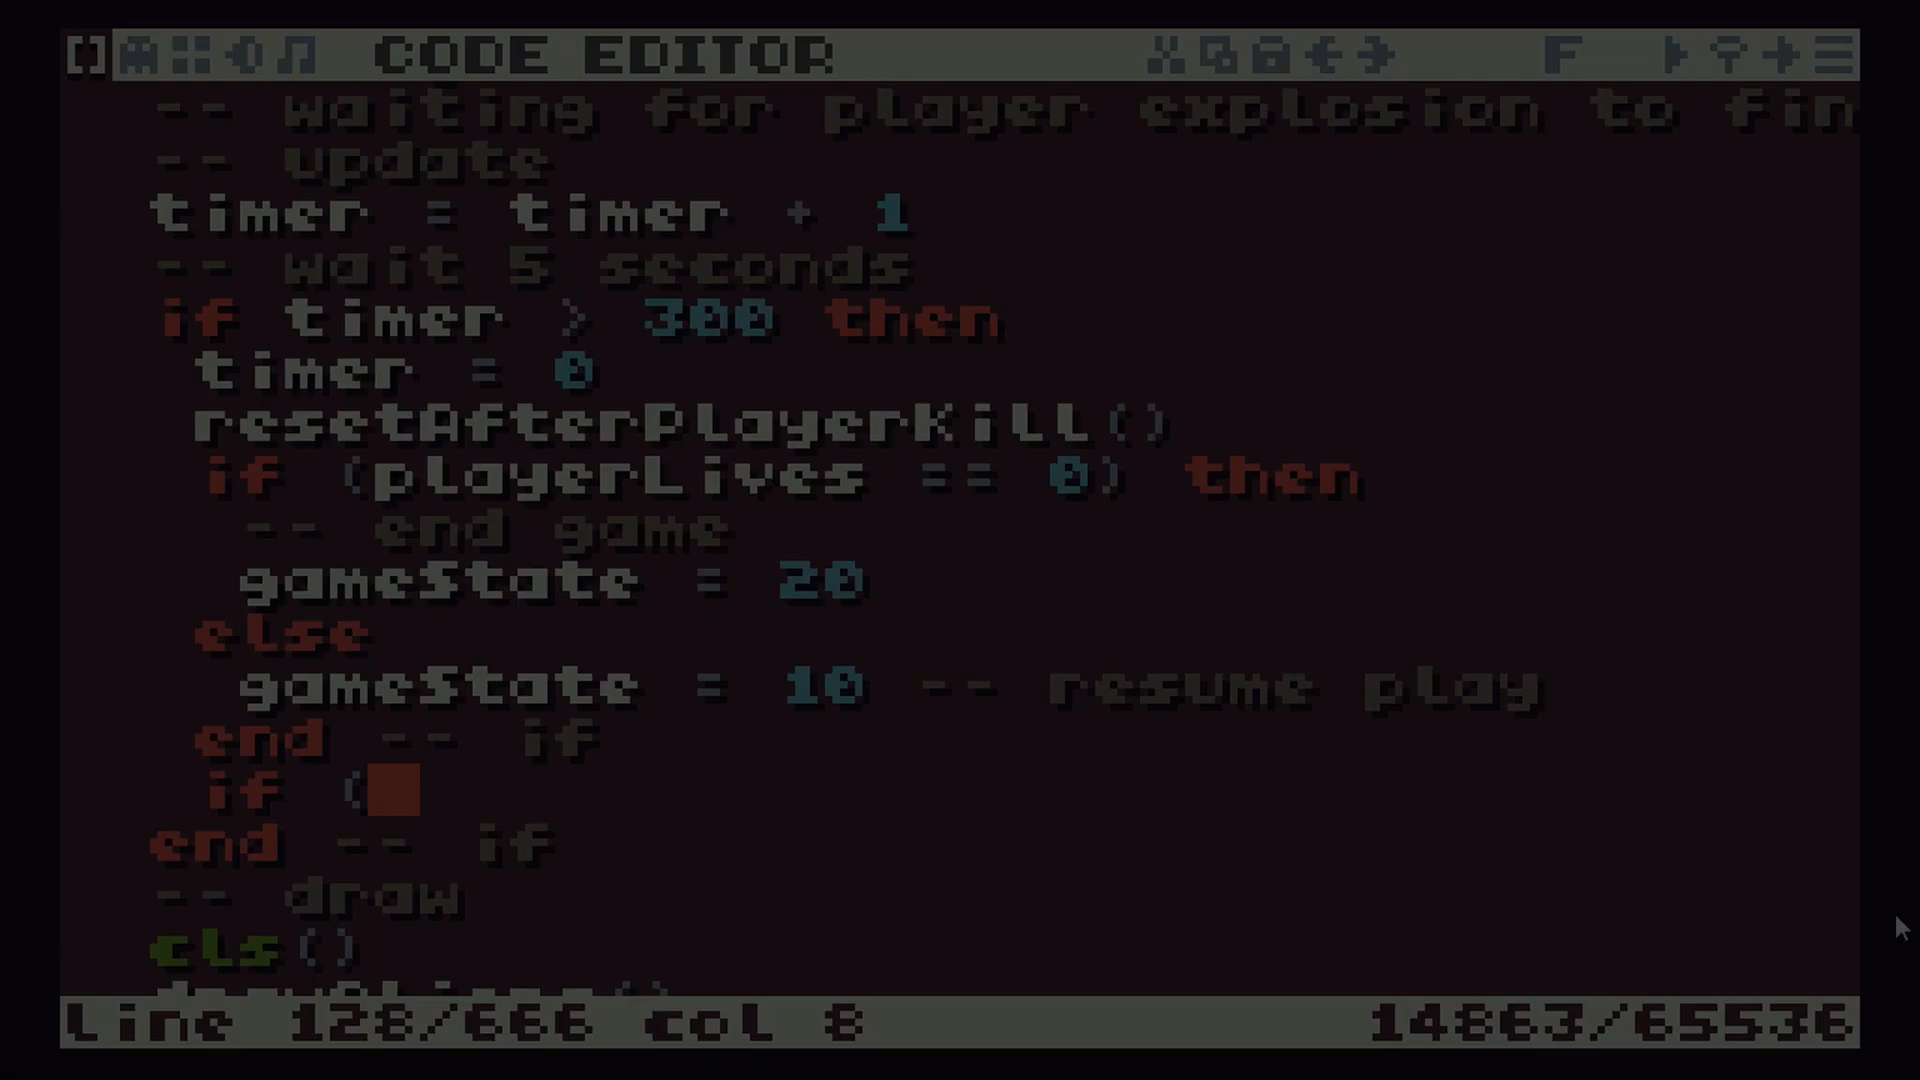 CODE EDITOR F
-- waiting for player explosion to fin
-- update
timer = timer + 1
-- wait 5 seconds
if timer > 300 then
timer = 0
resetAfterPlayerKill()
if (playerLives == 0) then
-- end game
gameState = 20
else
gameState = 10 -- resume play
end -- if
if (
end -- if
-- draw
cls()
line 128/666 col 8 14863/65536